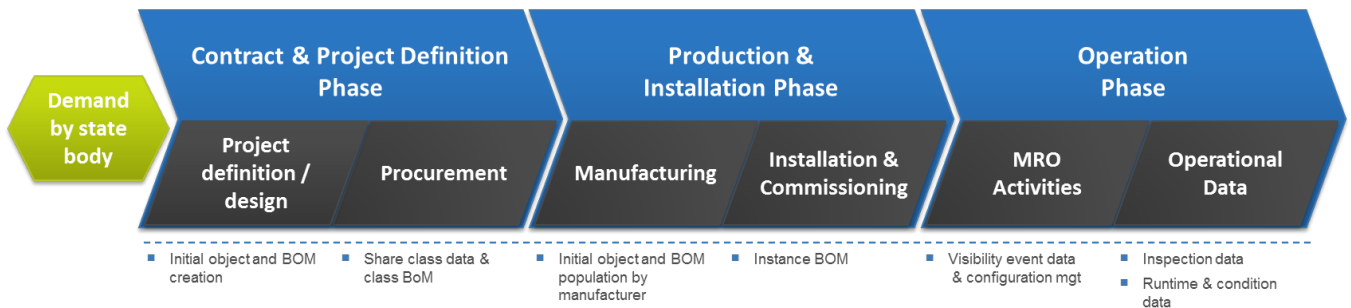 Demand
by state
body
Contract & Project Definition
Phase
Project
definition /
design
Procurement
Production &
Installation Phase
Manufacturing
Installation &
Commissioning
Operation
Phase
MRO
Activities
Operational
Data
Initial object and BOM
creation
Share class data &
class BoM
Initial object and BOM
population by
manufacturer
Instance BOM
Visibility event data
& configuration mgt
Inspection data
Runtime & condition
data